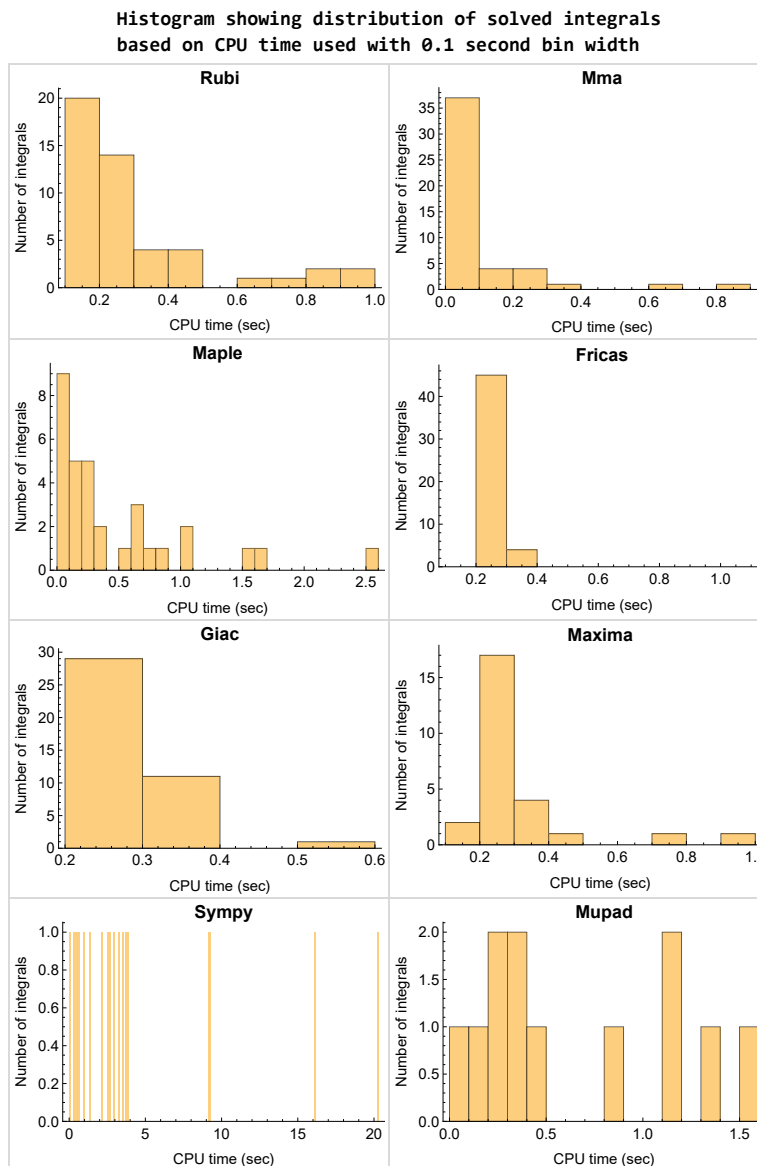 Histogram showing distribution of solved integrals
based on CPU time used with 0.1 second bin width
Rubi
Number of integrals
20
15
10
5
0
0.2 0.4 0.6 0.8 1.0
CPU time (sec)
Mma
Number of integrals
35
30
25
20
15
10
5
0
0.0 0.2 0.4 0.6 0.8
CPU time (sec)
Maple
Number of integrals
8
6
4
2
0
0.0 0.5 1.0 1.5 2.0 2.5
CPU time (sec)
Fricas
Number of integrals
40
30
20
10
0
0.2 0.4 0.6 0.8 1.0
CPU time (sec)
Giac
Number of integrals
30
25
20
15
10
5
0
0.2 0.3 0.4 0.5 0.6
CPU time (sec)
Maxima
Number of integrals
15
10
5
0
0.2 0.4 0.6 0.8 1.0
CPU time (sec)
Sympy
Number of integrals
1.0
0.8
0.6
0.4
0.2
0.0
0 5 10 15 20
CPU time (sec)
Mupad
Number of integrals
2.0
1.5
1.0
0.5
0.0
0.0 0.5 1.0 1.5
CPU time (sec)